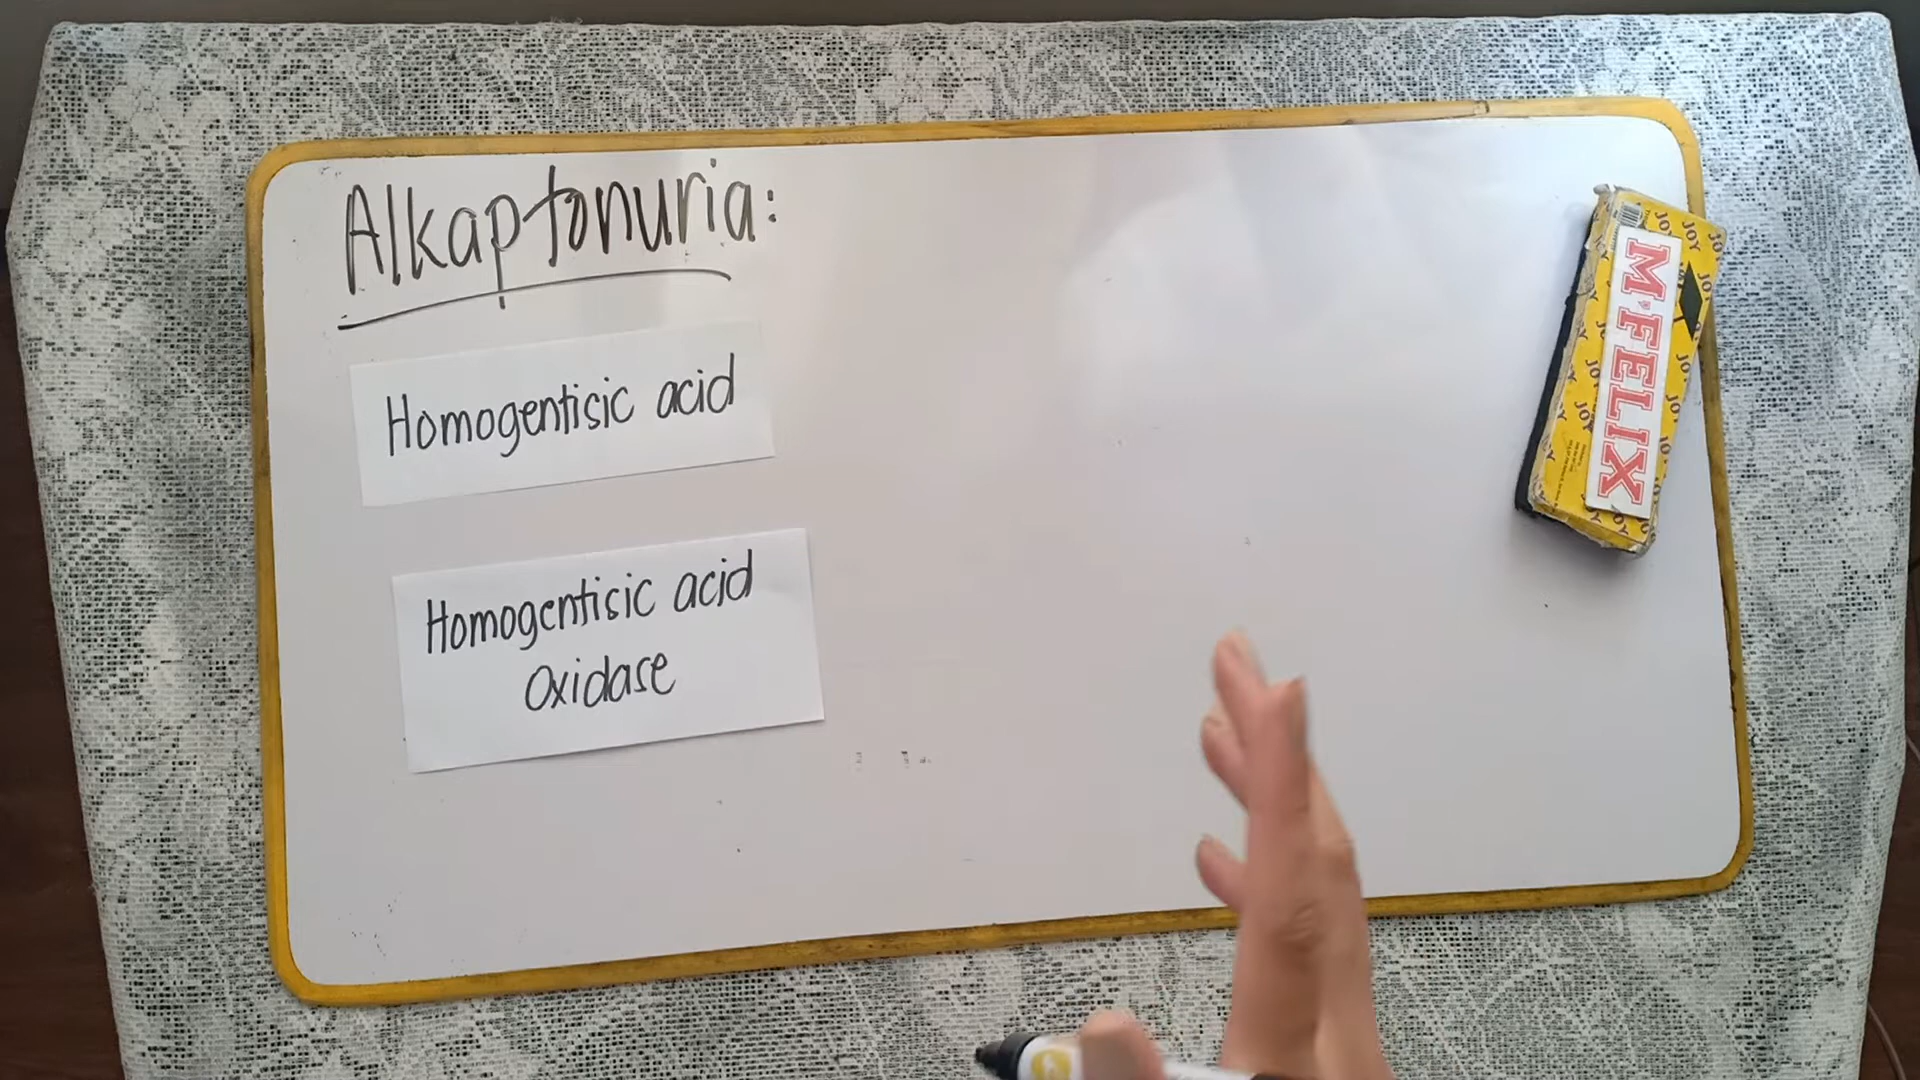 Alkaptonuria:
Homogentisic acid
Homogentisic acid
Oxidase
M FELIX
JOY